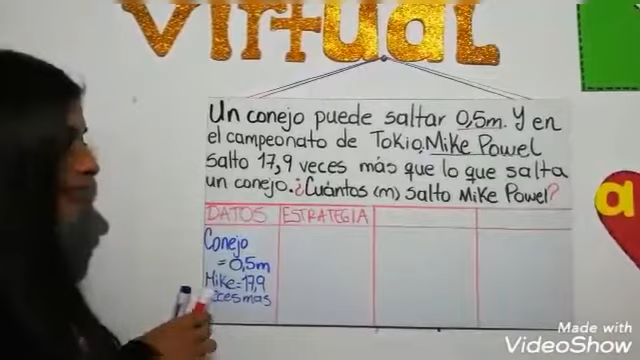 VIrTUaL
Un conejo puede saltar 0,5m. Y en
el campeonato de Tokio, Mike Powel
salto 17,9 veces más que lo que salta
un conejo. ¿Cuántos (m) salto Mike Powel?
DATOS ESTRATEGIA
Conejo
= 0,5m
Mike = 17,9
veces mas
a
Made with
VideoShow